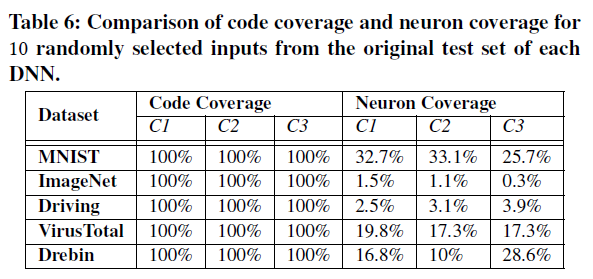 Table 6: Comparison of code coverage and neuron coverage for
10 randomly selected inputs from the original test set of each
DNN.
Dataset Code Coverage Neuron Coverage
C1 C2 C3 C1 C2 C3
MNIST 100% 100% 100% 32.7% 33.1% 25.7%
ImageNet 100% 100% 100% 1.5% 1.1% 0.3%
Driving 100% 100% 100% 2.5% 3.1% 3.9%
VirusTotal 100% 100% 100% 19.8% 17.3% 17.3%
Drebin 100% 100% 100% 16.8% 10% 28.6%